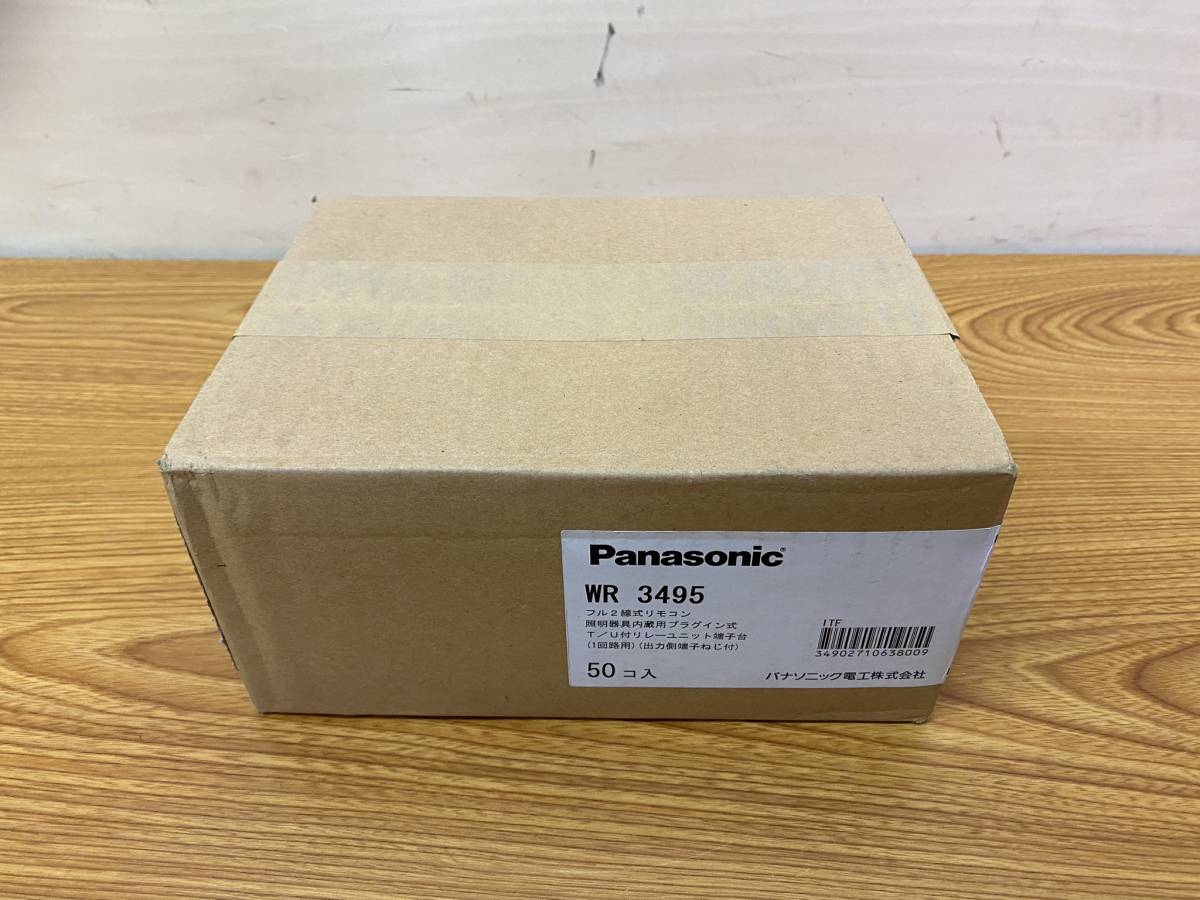 Panasonic®
WR 3495
フル2線式リモコン
照明器具内蔵用プラグイン式
T/U付リレーユニット端子台
(1回路用)(出力側端子ねじ付)
50コ入
ITF
34902710638009
パナソニック電工株式会社